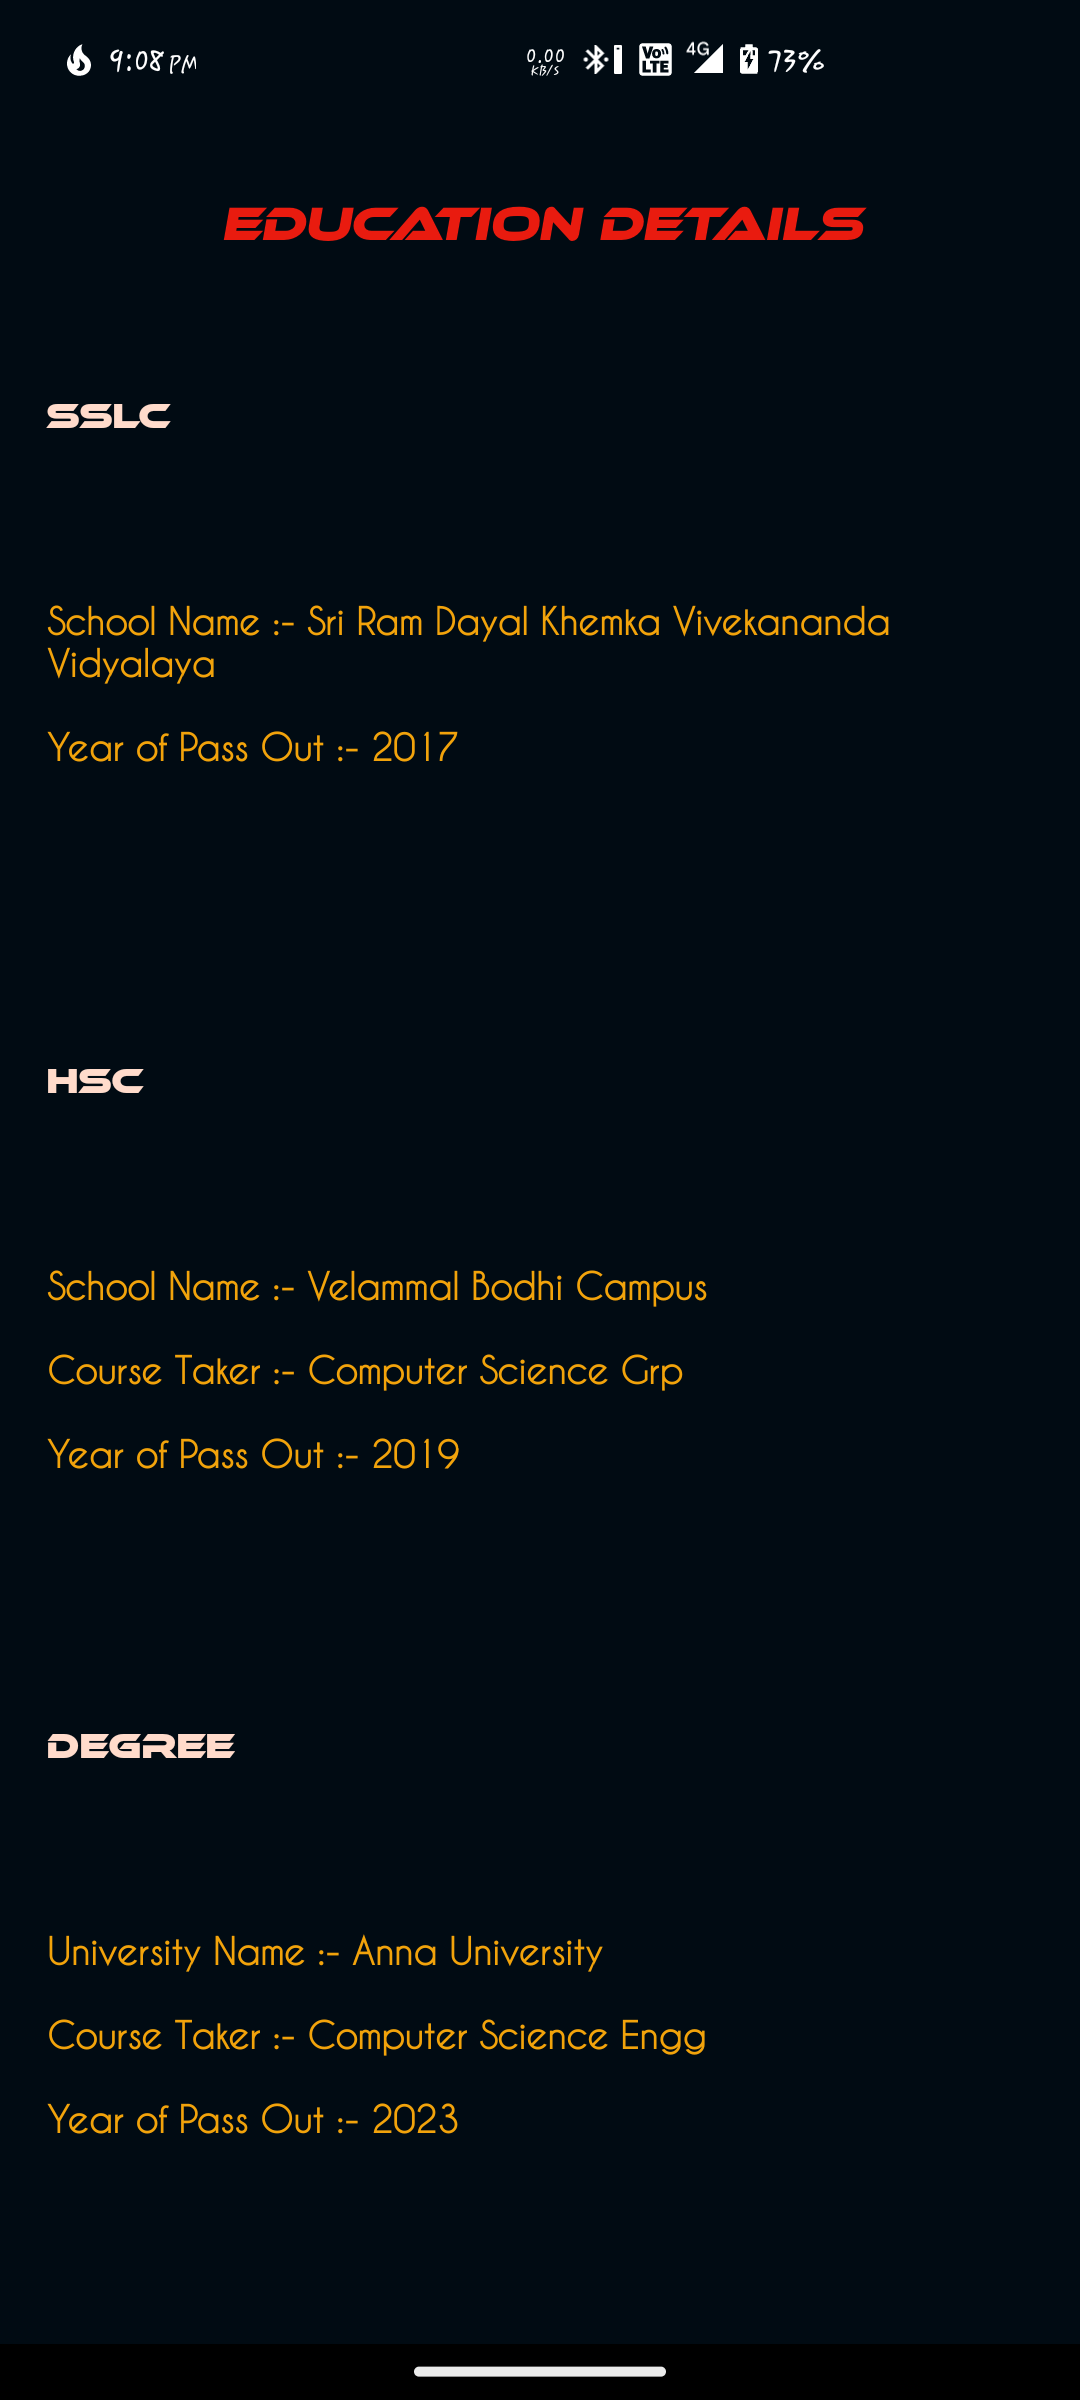 9:08 PM 0.00 KB/S VoLTE 4G 73%
EDUCATION DETAILS
SSLC
School Name :- Sri Ram Dayal Khemka Vivekananda
Vidyalaya
Year of Pass Out :- 2017
HSC
School Name :- Velammal Bodhi Campus
Course Taker :- Computer Science Grp
Year of Pass Out :- 2019
DEGREE
University Name :- Anna University
Course Taker :- Computer Science Engg
Year of Pass Out :- 2023